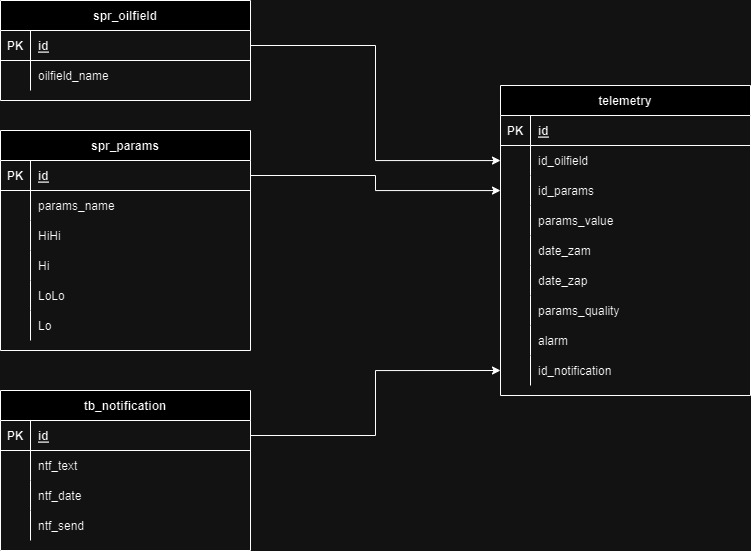 spr_oilfield
PK id
oilfield_name
spr_params
PK id
params_name
HiHi
Hi
LoLo
Lo
tb_notification
PK id
ntf_text
ntf_date
ntf_send
telemetry
PK id
id_oilfield
id_params
params_value
date_zam
date_zap
params_quality
alarm
id_notification